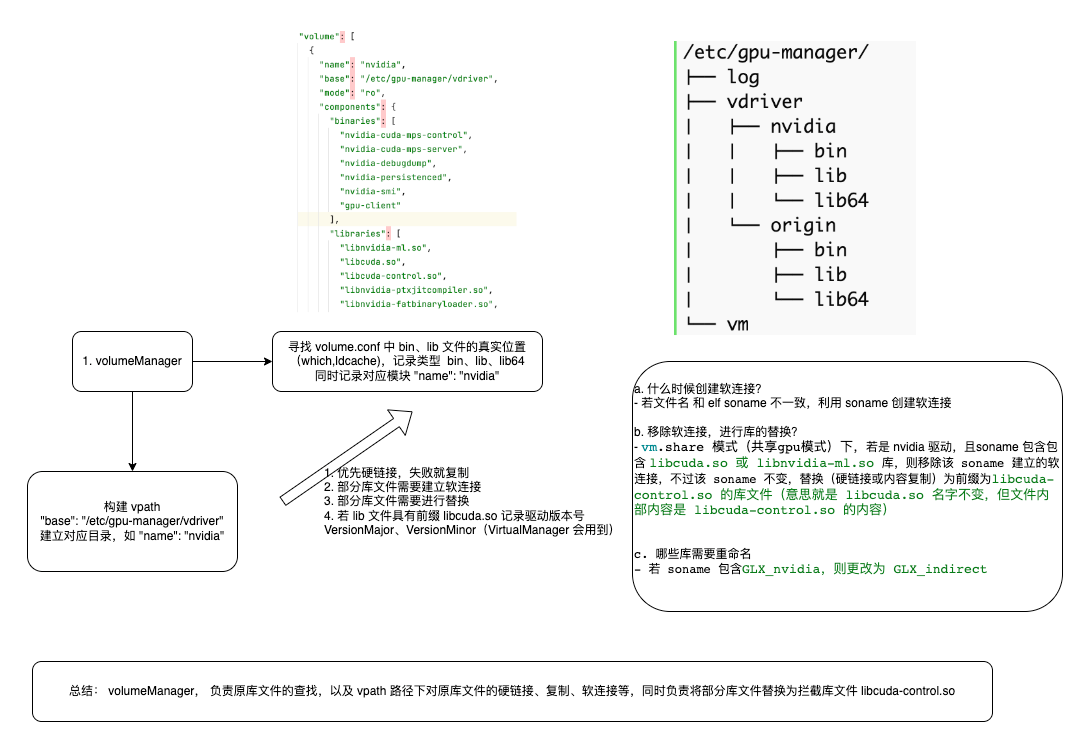 "volume": [
{
"name": "nvidia",
"base": "/etc/gpu-manager/vdriver",
"mode": "ro",
"components": {
"binaries": [
"nvidia-cuda-mps-control",
"nvidia-cuda-mps-server",
"nvidia-debugdump",
"nvidia-persistenced",
"nvidia-smi",
"gpu-client"
],
"libraries": [
"libnvidia-ml.so",
"libcuda.so",
"libcuda-control.so",
"libnvidia-ptxjitcompiler.so",
"libnvidia-fatbinaryloader.so",
/etc/gpu-manager/
├── log
├── vdriver
│   ├── nvidia
│   │   ├── bin
│   │   ├── lib
│   │   └── lib64
│   └── origin
│       ├── bin
│       ├── lib
│       └── lib64
└── vm
1. volumeManager
寻找 volume.conf 中 bin、lib 文件的真实位置
（which,ldcache)，记录类型 bin、lib、lib64
同时记录对应模块 "name": "nvidia"
构建 vpath
"base": "/etc/gpu-manager/vdriver"
建立对应目录，如 "name": "nvidia"
1. 优先硬链接，失败就复制
2. 部分库文件需要建立软连接
3. 部分库文件需要进行替换
4. 若 lib 文件具有前缀 libcuda.so 记录驱动版本号
VersionMajor、VersionMinor（VirtualManager 会用到）
a. 什么时候创建软连接?
- 若文件名 和 elf soname 不一致，利用 soname 创建软连接
b. 移除软连接，进行库的替换?
- vm.share 模式（共享gpu模式）下，若是 nvidia 驱动，且soname 包含包
含 libcuda.so 或 libnvidia-ml.so 库，则移除该 soname 建立的软
连接，不过该 soname 不变，替换（硬链接或内容复制）为前缀为libcuda-
control.so 的库文件（意思就是 libcuda.so 名字不变，但文件内
部内容是 libcuda-control.so 的内容）
c. 哪些库需要重命名
- 若 soname 包含GLX_nvidia，则更改为 GLX_indirect
总结： volumeManager， 负责原库文件的查找，以及 vpath 路径下对原库文件的硬链接、复制、软连接等，同时负责将部分库文件替换为拦截库文件 libcuda-control.so